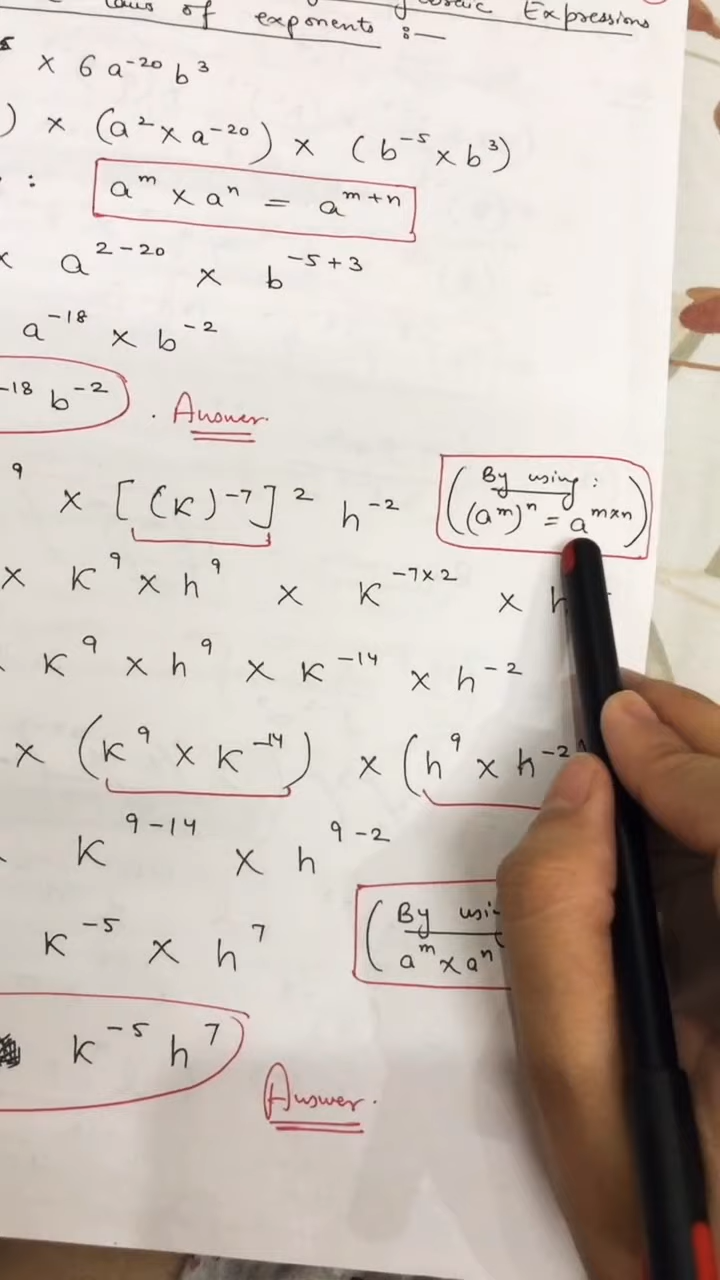 laws of exponents :— Expressions
× 6 a⁻²⁰ b³
) × (a² × a⁻²⁰) × (b⁻⁵ × b³)
: aᵐ × aⁿ = aᵐ⁺ⁿ
× a²⁻²⁰ × b⁻⁵⁺³
a⁻¹⁸ × b⁻²
⁻¹⁸ b⁻² . Answer.
⁹ × [(K)⁻⁷]² h⁻²
(By using :
(aᵐ)ⁿ = aᵐˣⁿ)
× K⁹ × h⁹ × K⁻⁷ˣ² × h
K⁹ × h⁹ × K⁻¹⁴ × h⁻²
× (K⁹ × K⁻¹⁴) × (h⁹ × h⁻²
K⁹⁻¹⁴ × h⁹⁻²
K⁻⁵ × h⁷
(By usi
aᵐ × aⁿ
K⁻⁵ h⁷
Answer.